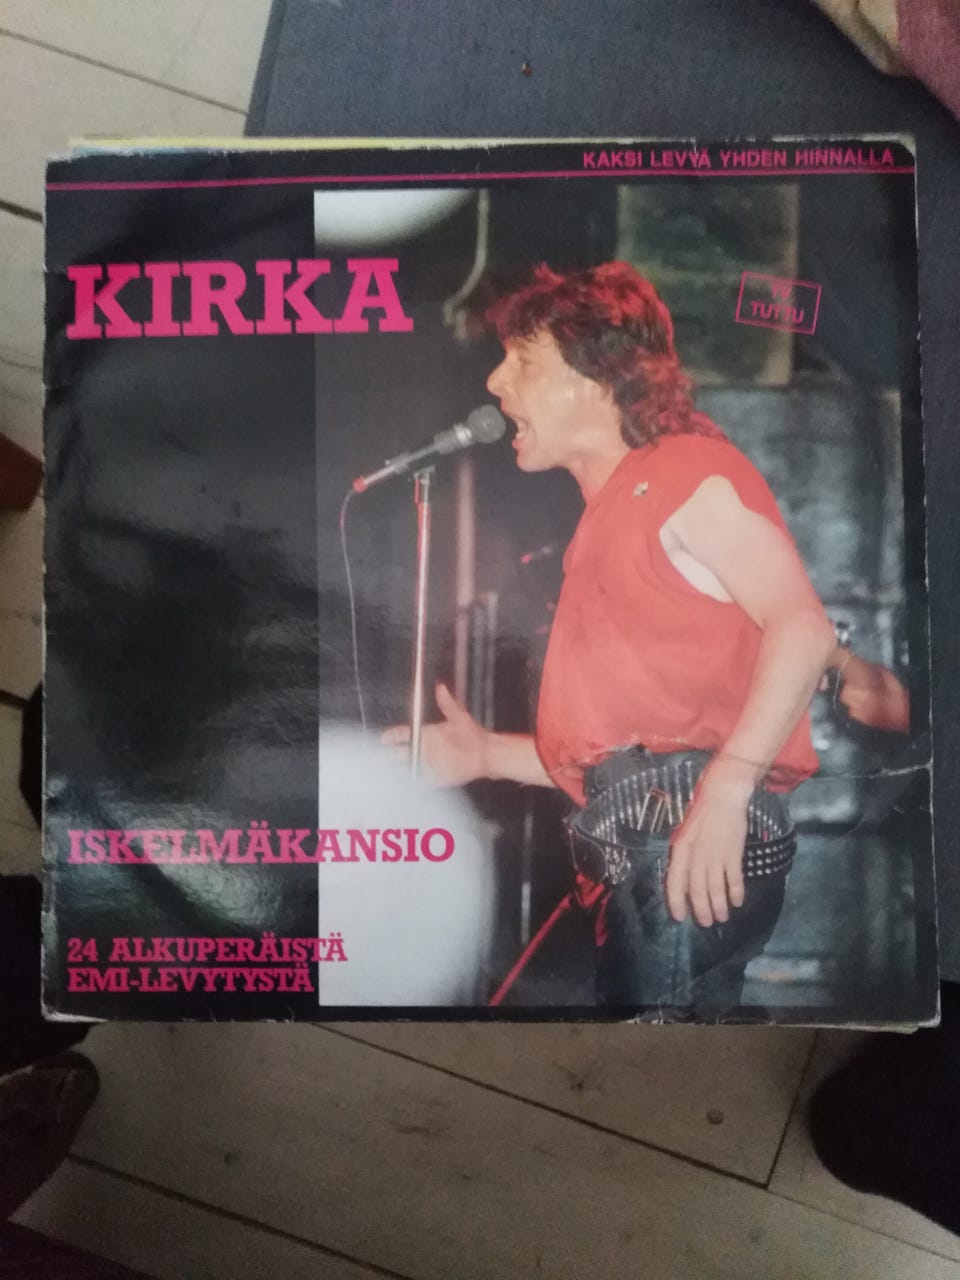 KAKSI LEVYÄ YHDEN HINNALLA
KIRKA
TV
TUTTU
ISKELMÄKANSIO
24 ALKUPERÄISTÄ
EMI-LEVYTYSTÄ